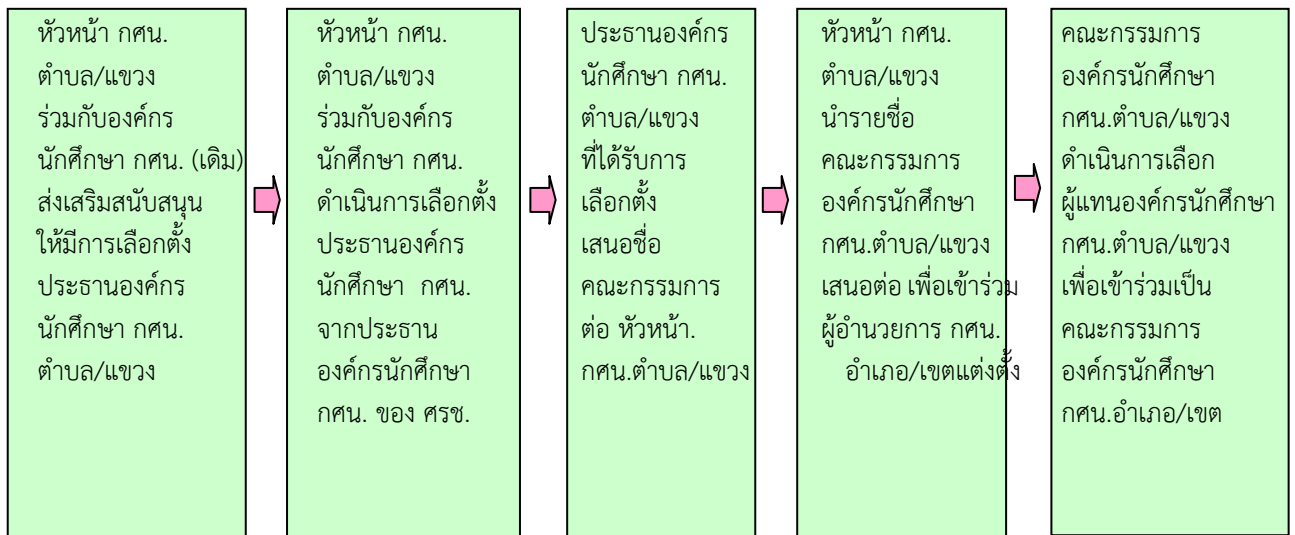 หัวหน้า กศน.
ตำบล/แขวง
ร่วมกับองค์กร
นักศึกษา กศน. (เดิม)
ส่งเสริมสนับสนุน
ให้มีการเลือกตั้ง
ประธานองค์กร
นักศึกษา กศน.
ตำบล/แขวง
หัวหน้า กศน.
ตำบล/แขวง
ร่วมกับองค์กร
นักศึกษา กศน.
ดำเนินการเลือกตั้ง
ประธานองค์กร
นักศึกษา กศน.
จากประธาน
องค์กรนักศึกษา
กศน. ของ ศรช.
ประธานองค์กร
นักศึกษา กศน.
ตำบล/แขวง
ที่ได้รับการ
เลือกตั้ง
เสนอชื่อ
คณะกรรมการ
ต่อ หัวหน้า.
กศน.ตำบล/แขวง
หัวหน้า กศน.
ตำบล/แขวง
นำรายชื่อ
คณะกรรมการ
องค์กรนักศึกษา
กศน.ตำบล/แขวง
เสนอต่อ เพื่อเข้าร่วม
ผู้อำนวยการ กศน.
อำเภอ/เขตแต่งตั้ง
คณะกรรมการ
องค์กรนักศึกษา
กศน.ตำบล/แขวง
ดำเนินการเลือก
ผู้แทนองค์กรนักศึกษา
กศน.ตำบล/แขวง
เพื่อเข้าร่วมเป็น
คณะกรรมการ
องค์กรนักศึกษา
กศน.อำเภอ/เขต